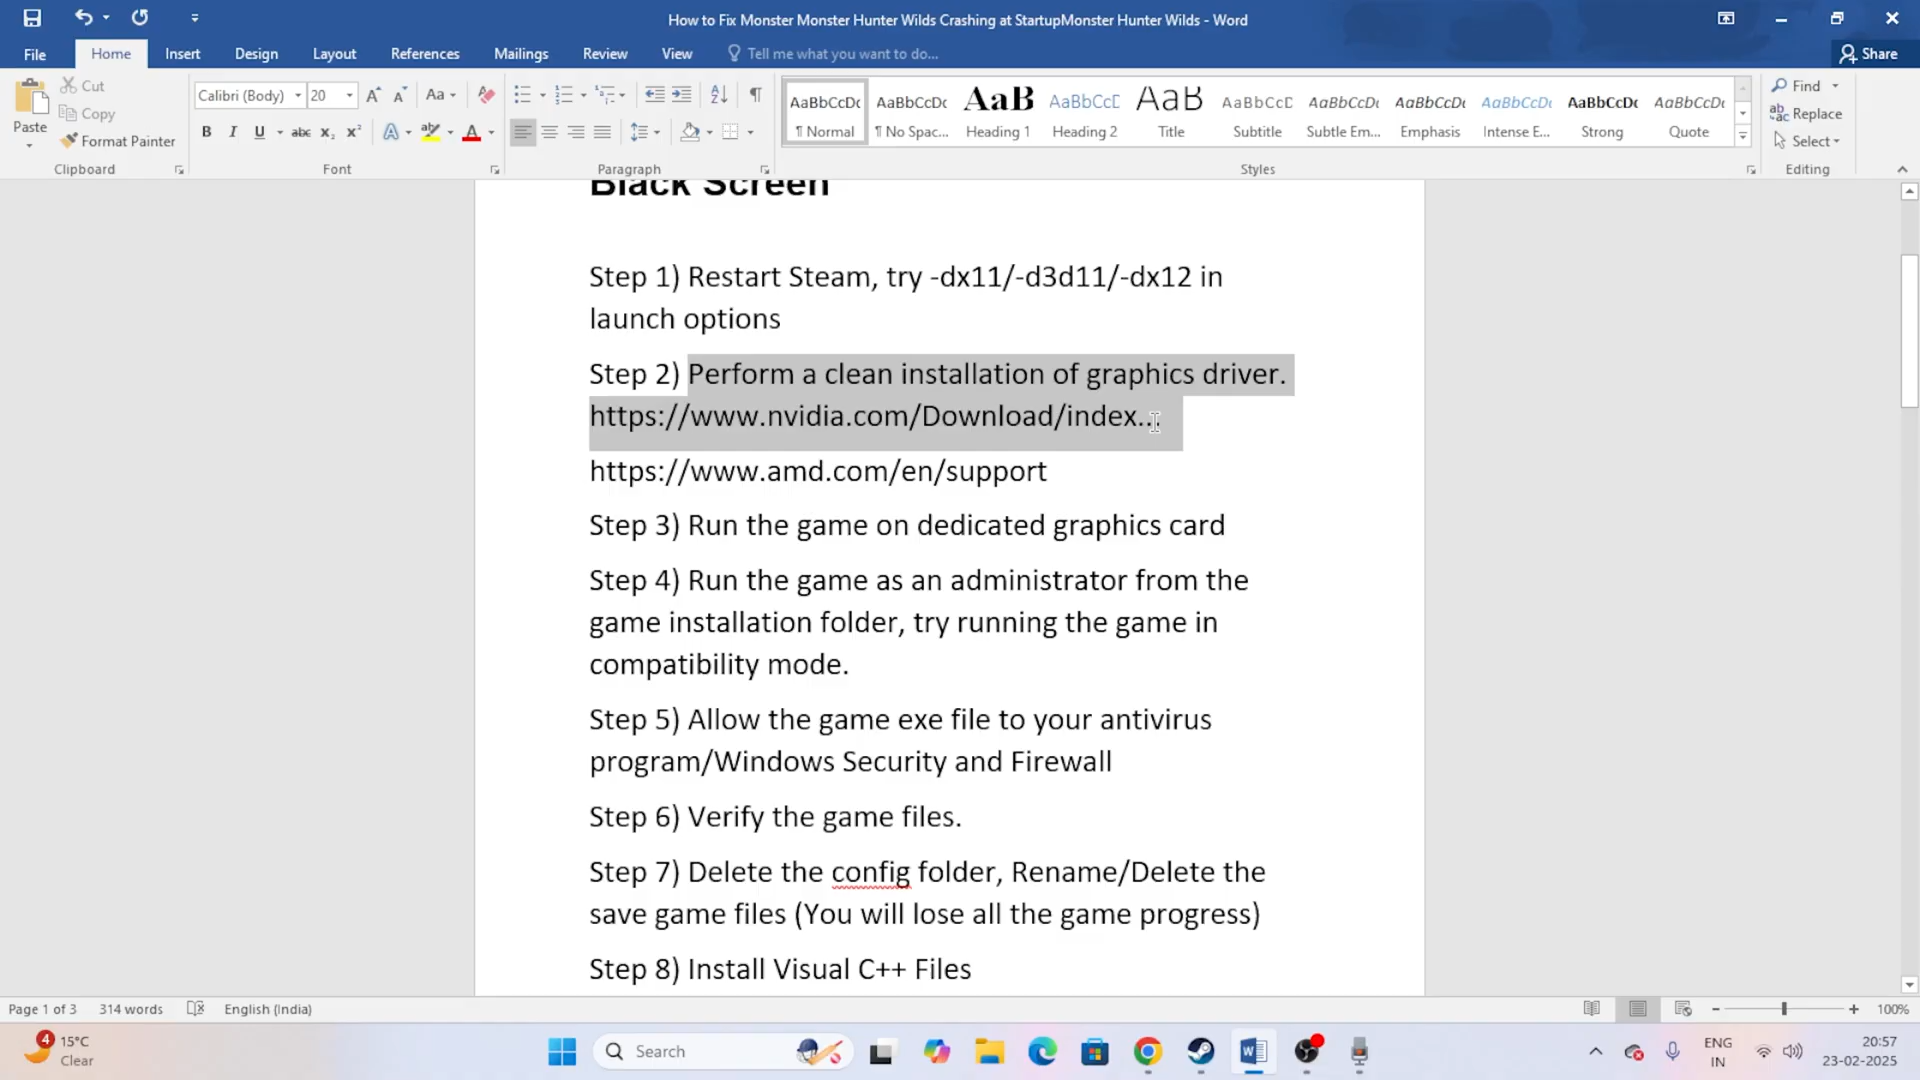 How to Fix Monster Monster Hunter Wilds Crashing at StartupMonster Hunter Wilds - Word
File Home Insert Design Layout References Mailings Review View Tell me what you want to do... Share
Paste
Cut
Copy
Format Painter
Clipboard
Calibri (Body) 20
Font
Paragraph
AaBbCcDc AaBbCcDc AaB AaBbCcD AaB AaBbCcD AaBbCcDc AaBbCcDc AaBbCcDc AaBbCcDc AaBbCcDc
¶ Normal ¶ No Spac... Heading 1 Heading 2 Title Subtitle Subtle Em... Emphasis Intense E... Strong Quote
Styles
Find
Replace
Select
Editing
Black Screen
Step 1) Restart Steam, try -dx11/-d3d11/-dx12 in
launch options
Step 2) Perform a clean installation of graphics driver.
https://www.nvidia.com/Download/index...
https://www.amd.com/en/support
Step 3) Run the game on dedicated graphics card
Step 4) Run the game as an administrator from the
game installation folder, try running the game in
compatibility mode.
Step 5) Allow the game exe file to your antivirus
program/Windows Security and Firewall
Step 6) Verify the game files.
Step 7) Delete the config folder, Rename/Delete the
save game files (You will lose all the game progress)
Step 8) Install Visual C++ Files
Page 1 of 3 314 words English (India) 100%
4
15°C
Clear
Search
ENG
IN
20:57
23-02-2025